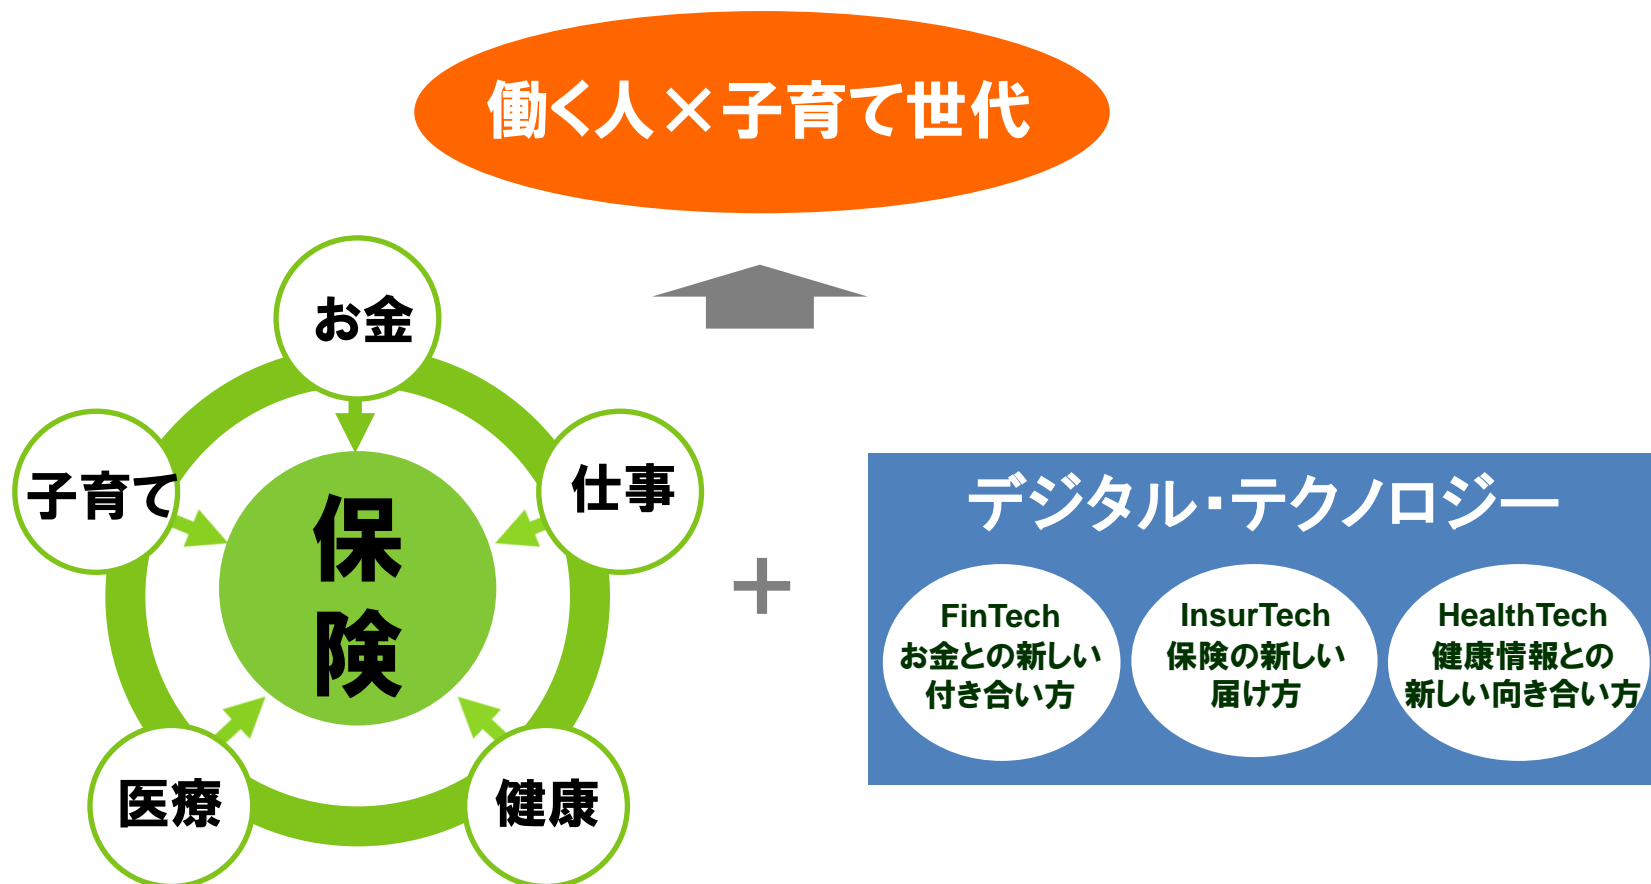 働く人×子育て世代
お金
子育て
仕事
保
険
医療
健康
+
デジタル・テクノロジー
FinTech
お金との新しい
付き合い方
InsurTech
保険の新しい
届け方
HealthTech
健康情報との
新しい向き合い方